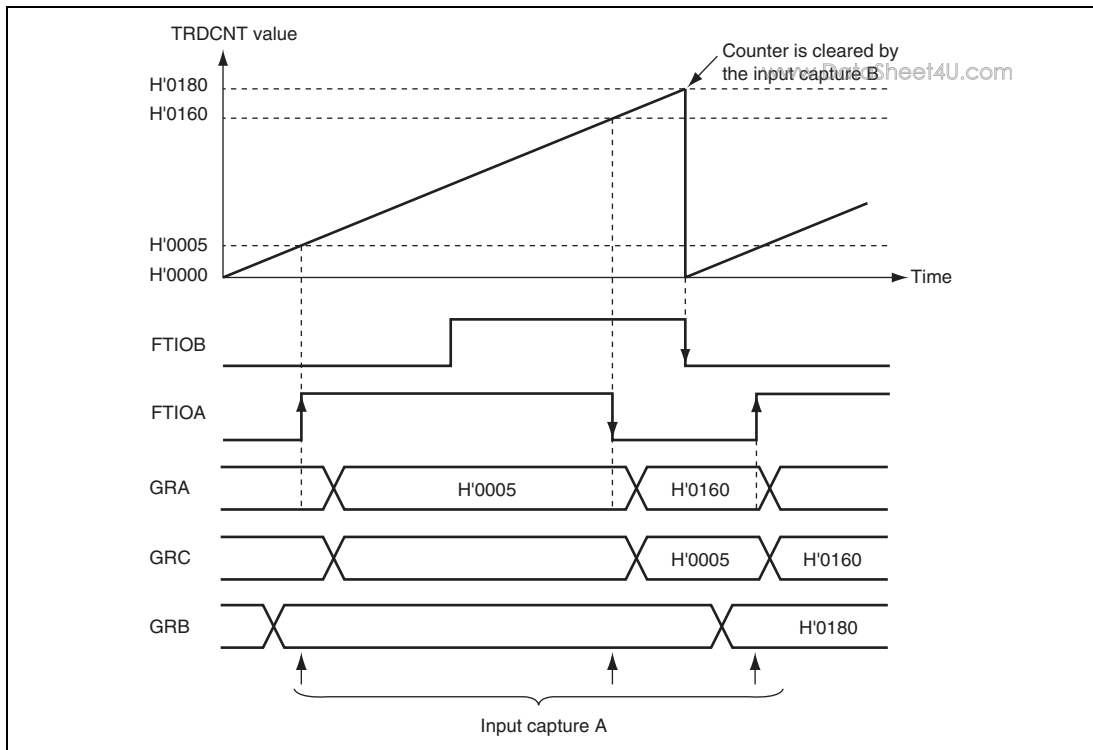 TRDCNT value
Counter is cleared by
the input capture B
www.DataSheet4U.com
H'0180
H'0160
H'0005
H'0000
Time
FTIOB
FTIOA
GRA
H'0005
H'0160
GRC
H'0005
H'0160
GRB
H'0180
Input capture A